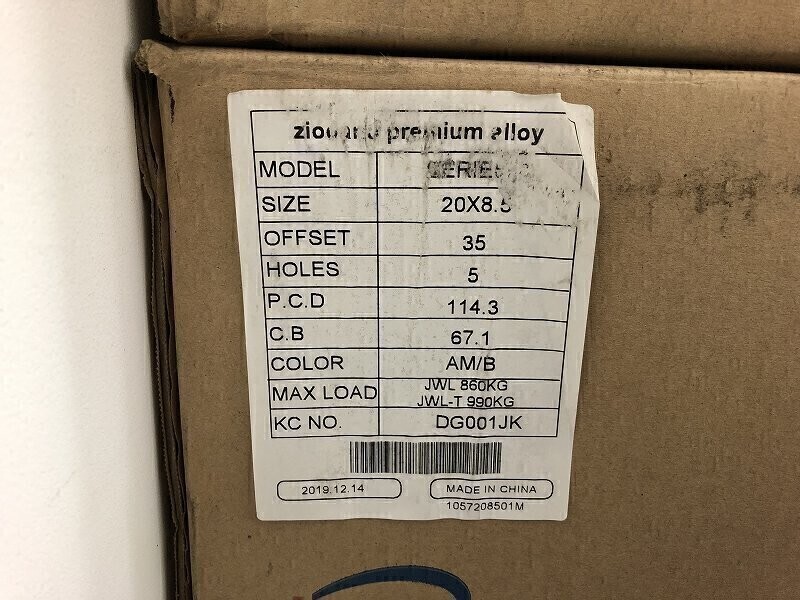 premium alloy
MODEL
SIZE 20X8.5
OFFSET 35
HOLES 5
P.C.D 114.3
C.B 67.1
COLOR AM/B
MAX LOAD JWL 860KG
JWL-T 990KG
KC NO. DG001JK
2019.12.14 MADE IN CHINA
1057208501M